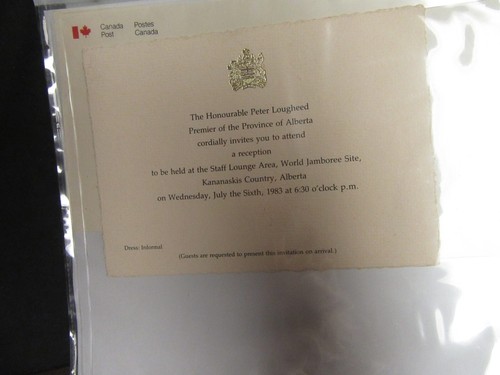 Canada Postes
Post Canada
The Honourable Peter Lougheed
Premier of the Province of Alberta
cordially invites you to attend
a reception
to be held at the Staff Lounge Area, World Jamboree Site,
Kananaskis Country, Alberta
on Wednesday, July the Sixth, 1983 at 6:30 o'clock p.m.
Dress: Informal
(Guests are requested to present this invitation on arrival.)